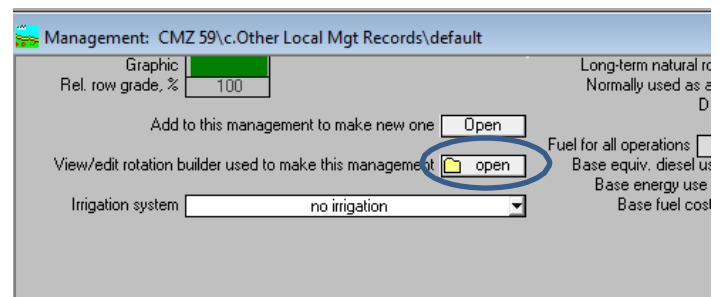 Management: CMZ 59\c.Other Local Mgt Records\default
Graphic
Long-term natural ro
Rel. row grade, % 100
Normally used as a
D
Add to this management to make new one Open
Fuel for all operations
View/edit rotation builder used to make this management open
Base equiv. diesel us
Base energy use
Irrigation system no irrigation
Base fuel cost